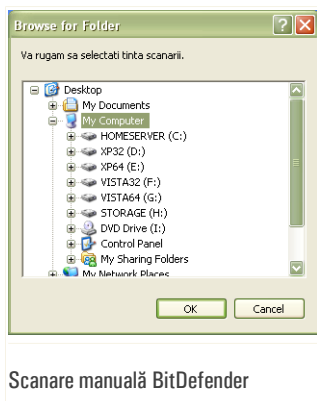 Browse for Folder
Va rugam sa selectati tinta scanarii.
Desktop
My Documents
My Computer
HOMESERVER (C:)
XP32 (D:)
XP64 (E:)
VISTA32 (F:)
VISTA64 (G:)
STORAGE (H:)
DVD Drive (I:)
Control Panel
My Sharing Folders
My Network Places
OK Cancel
Scanare manuală BitDefender